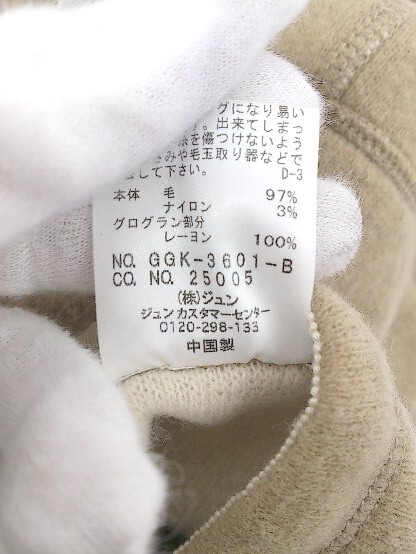 グになり易い
出来てしまっ
を傷つけないよう
みや毛玉取り器などで
して下さい。 D-3
本体 毛 97%
ナイロン 3%
グログラン部分
レーヨン 100%
NO. GGK-3601-B
CO. NO. 25005
(株)ジュン
ジュン カスタマーセンター
0120-298-133
中国製